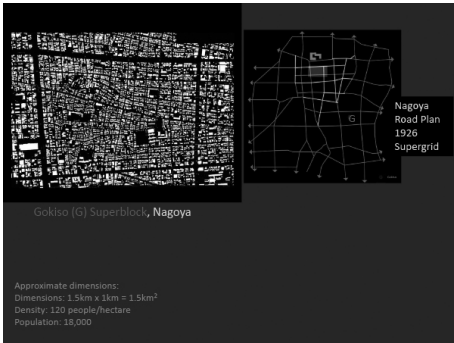 G
Nagoya
Road Plan
1926
Supergrid
Gokiso (G) Superblock, Nagoya
Approximate dimensions:
Dimensions: 1.5km x 1km = 1.5km²
Density: 120 people/hectare
Population: 18,000